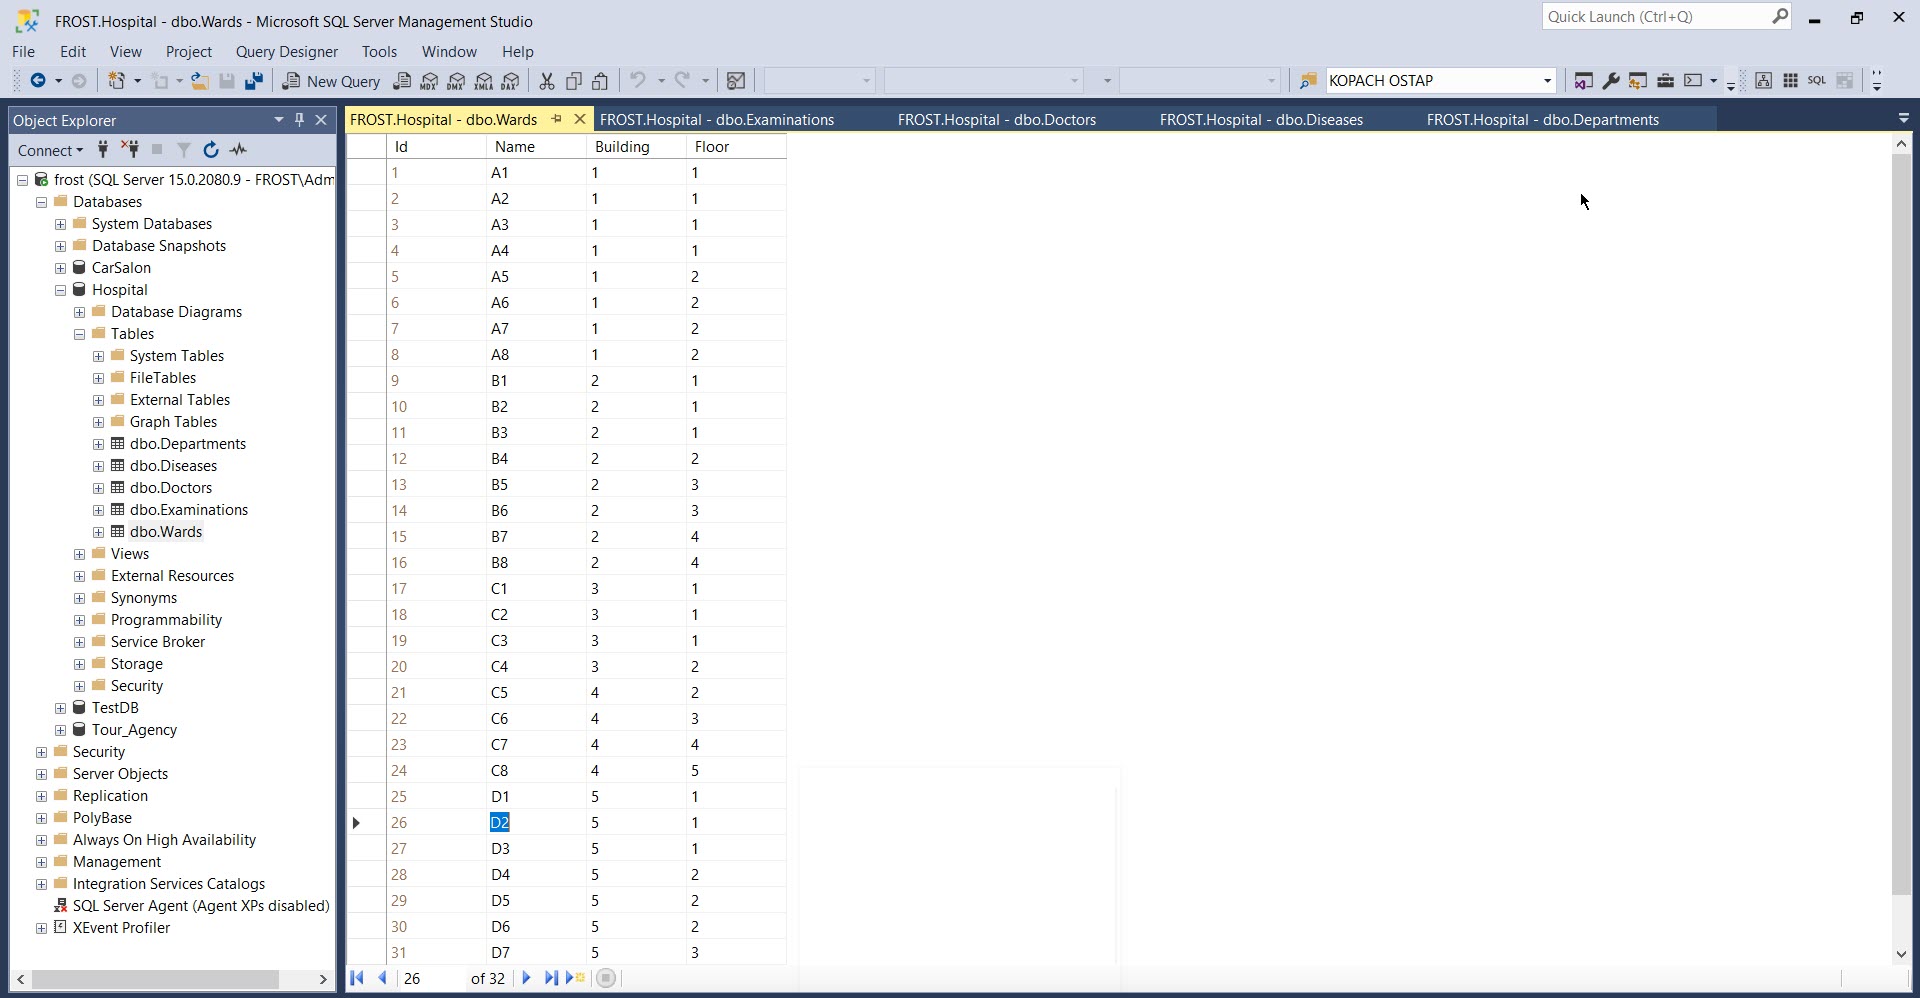 FROST.Hospital - dbo.Wards - Microsoft SQL Server Management Studio
Quick Launch (Ctrl+Q)
File Edit View Project Query Designer Tools Window Help
New Query MDX DMX XMLA DAX KOPACH OSTAP SQL
Object Explorer
FROST.Hospital - dbo.Wards FROST.Hospital - dbo.Examinations FROST.Hospital - dbo.Doctors FROST.Hospital - dbo.Diseases FROST.Hospital - dbo.Departments
Connect
frost (SQL Server 15.0.2080.9 - FROST\Adm
Databases
System Databases
Database Snapshots
CarSalon
Hospital
Database Diagrams
Tables
System Tables
FileTables
External Tables
Graph Tables
dbo.Departments
dbo.Diseases
dbo.Doctors
dbo.Examinations
dbo.Wards
Views
External Resources
Synonyms
Programmability
Service Broker
Storage
Security
TestDB
Tour_Agency
Security
Server Objects
Replication
PolyBase
Always On High Availability
Management
Integration Services Catalogs
SQL Server Agent (Agent XPs disabled)
XEvent Profiler
Id Name Building Floor
1 A1 1 1
2 A2 1 1
3 A3 1 1
4 A4 1 1
5 A5 1 2
6 A6 1 2
7 A7 1 2
8 A8 1 2
9 B1 2 1
10 B2 2 1
11 B3 2 1
12 B4 2 2
13 B5 2 3
14 B6 2 3
15 B7 2 4
16 B8 2 4
17 C1 3 1
18 C2 3 1
19 C3 3 1
20 C4 3 2
21 C5 4 2
22 C6 4 3
23 C7 4 4
24 C8 4 5
25 D1 5 1
26 D2 5 1
27 D3 5 1
28 D4 5 2
29 D5 5 2
30 D6 5 2
31 D7 5 3
26 of 32